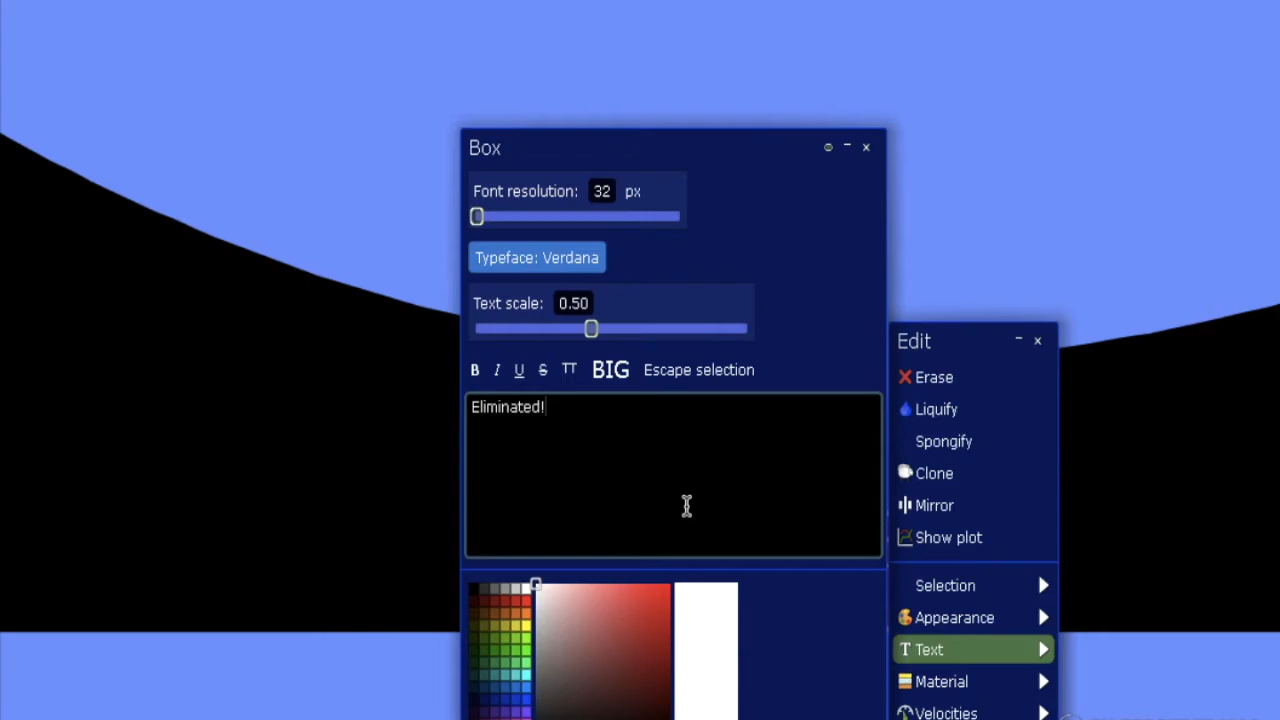 Box
Font resolution: 32 px
Typeface: Verdana
Text scale: 0.50
B I U S TT BIG Escape selection
Eliminated!
Edit
Erase
Liquify
Spongify
Clone
Mirror
Show plot
Selection
Appearance
T Text
Material
Velocities